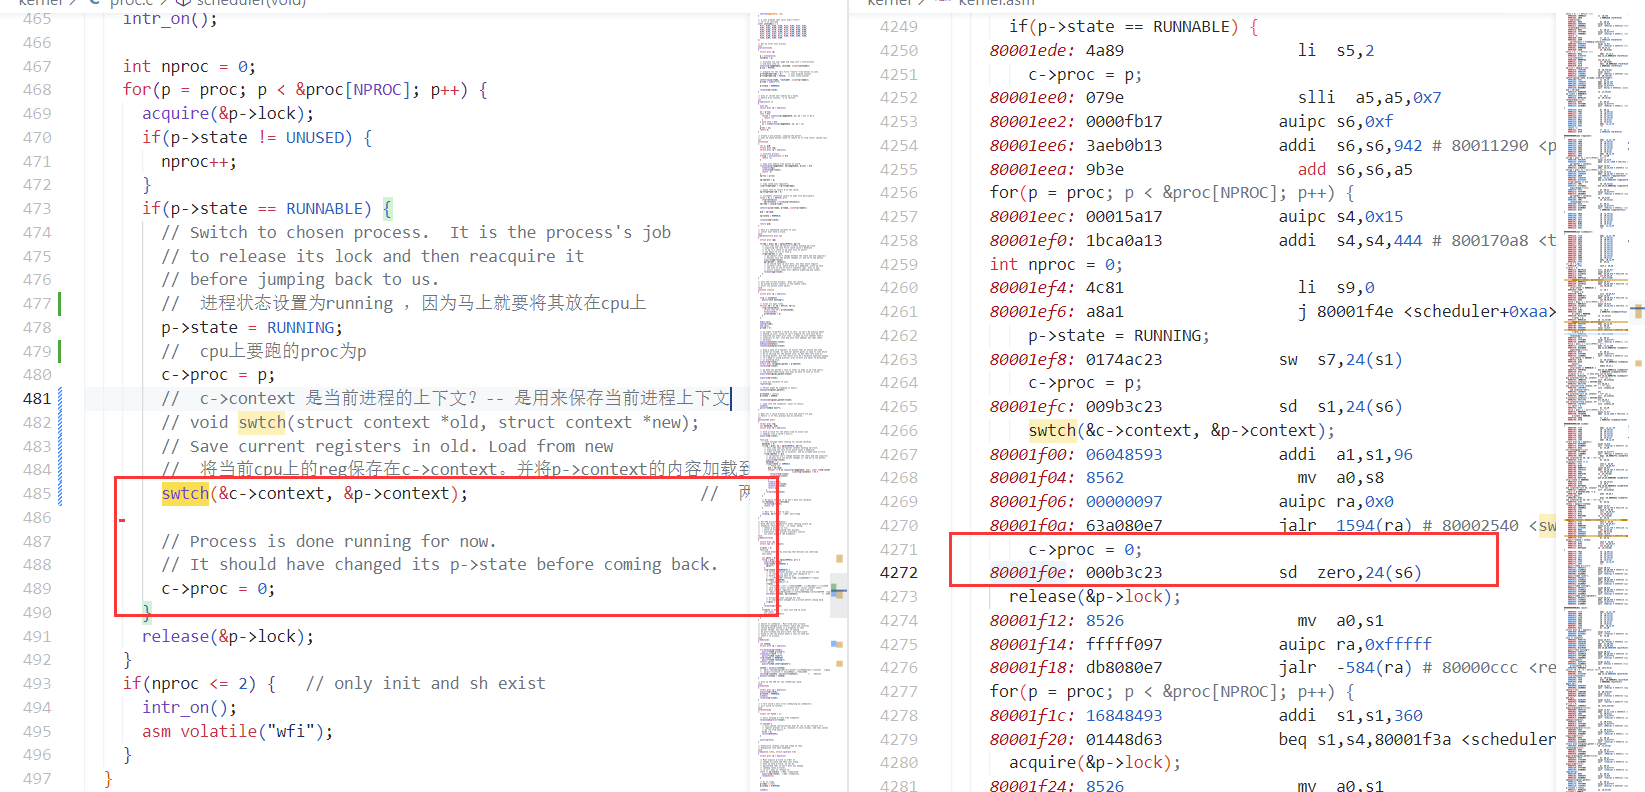 kernel > C proc.c > scheduler(void)
465 intr_on();
466
467 int nproc = 0;
468 for(p = proc; p < &proc[NPROC]; p++) {
469 acquire(&p->lock);
470 if(p->state != UNUSED) {
471 nproc++;
472 }
473 if(p->state == RUNNABLE) {
474 // Switch to chosen process.  It is the process's job
475 // to release its lock and then reacquire it
476 // before jumping back to us.
477 //  进程状态设置为running ，因为马上就要将其放在cpu上
478 p->state = RUNNING;
479 //  cpu上要跑的proc为p
480 c->proc = p;
481 //  c->context 是当前进程的上下文？-- 是用来保存当前进程上下文
482 // void swtch(struct context *old, struct context *new);
483 // Save current registers in old. Load from new
484 //  将当前cpu上的reg保存在c->context。并将p->context的内容加载到
485 swtch(&c->context, &p->context); //  两
486
487 // Process is done running for now.
488 // It should have changed its p->state before coming back.
489 c->proc = 0;
490 }
491 release(&p->lock);
492 }
493 if(nproc <= 2) {   // only init and sh exist
494 intr_on();
495 asm volatile("wfi");
496 }
497 }
kernel > kernel.asm
4249 if(p->state == RUNNABLE) {
4250 80001ede: 4a89 li s5,2
4251 c->proc = p;
4252 80001ee0: 079e slli a5,a5,0x7
4253 80001ee2: 0000fb17 auipc s6,0xf
4254 80001ee6: 3aeb0b13 addi s6,s6,942 # 80011290 <p
4255 80001eea: 9b3e add s6,s6,a5
4256 for(p = proc; p < &proc[NPROC]; p++) {
4257 80001eec: 00015a17 auipc s4,0x15
4258 80001ef0: 1bca0a13 addi s4,s4,444 # 800170a8 <t
4259 int nproc = 0;
4260 80001ef4: 4c81 li s9,0
4261 80001ef6: a8a1 j 80001f4e <scheduler+0xaa>
4262 p->state = RUNNING;
4263 80001ef8: 0174ac23 sw s7,24(s1)
4264 c->proc = p;
4265 80001efc: 009b3c23 sd s1,24(s6)
4266 swtch(&c->context, &p->context);
4267 80001f00: 06048593 addi a1,s1,96
4268 80001f04: 8562 mv a0,s8
4269 80001f06: 00000097 auipc ra,0x0
4270 80001f0a: 63a080e7 jalr 1594(ra) # 80002540 <sw
4271 c->proc = 0;
4272 80001f0e: 000b3c23 sd zero,24(s6)
4273 release(&p->lock);
4274 80001f12: 8526 mv a0,s1
4275 80001f14: fffff097 auipc ra,0xfffff
4276 80001f18: db8080e7 jalr -584(ra) # 80000ccc <re
4277 for(p = proc; p < &proc[NPROC]; p++) {
4278 80001f1c: 16848493 addi s1,s1,360
4279 80001f20: 01448d63 beq s1,s4,80001f3a <scheduler
4280 acquire(&p->lock);
4281 80001f24: 8526 mv a0,s1